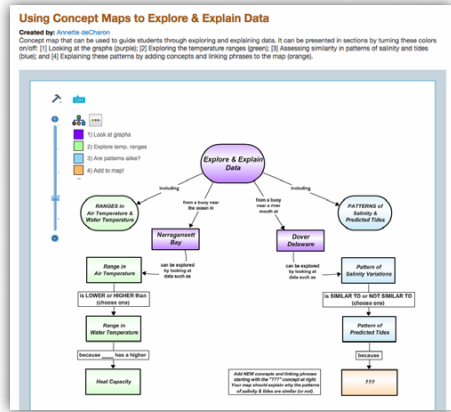 Using Concept Maps to Explore & Explain Data
Created by: Annette deCharon
Concept map that can be used to guide students through exploring and explaining data. It can be presented in sections by turning these colors
on/off: [1] Looking at the graphs (purple); [2] Exploring the temperature ranges (green); [3] Assessing similarity in patterns of salinity and tides
(blue); and [4] Explaining these patterns by adding concepts and linking phrases to the map (orange).
1) Look at graphs
2) Explore temp. ranges
3) Are patterns alike?
4) Add to map!
Explore & Explain
Data
including
from a buoy near
the ocean in
from a buoy
near a river
mouth at
including
RANGES in
Air Temperature &
Water Temperature
PATTERNS of
Salinity &
Predicted Tides
Narragansett
Bay
Dover
Delaware
can be explored
by looking at
data such as
can be explored
by looking at
data such as
Range in
Air Temperature
Pattern of
Salinity Variations
is LOWER or HIGHER than
(choose one)
is SIMILAR TO or NOT SIMILAR TO
(choose one)
Range in
Water Temperature
Pattern of
Predicted Tides
because ____ has a higher
because
Heat Capacity
Add NEW concepts and linking phrases
starting with the "???" concept at right.
Your map should explain why the patterns
of salinity & tides are similar (or not).
???